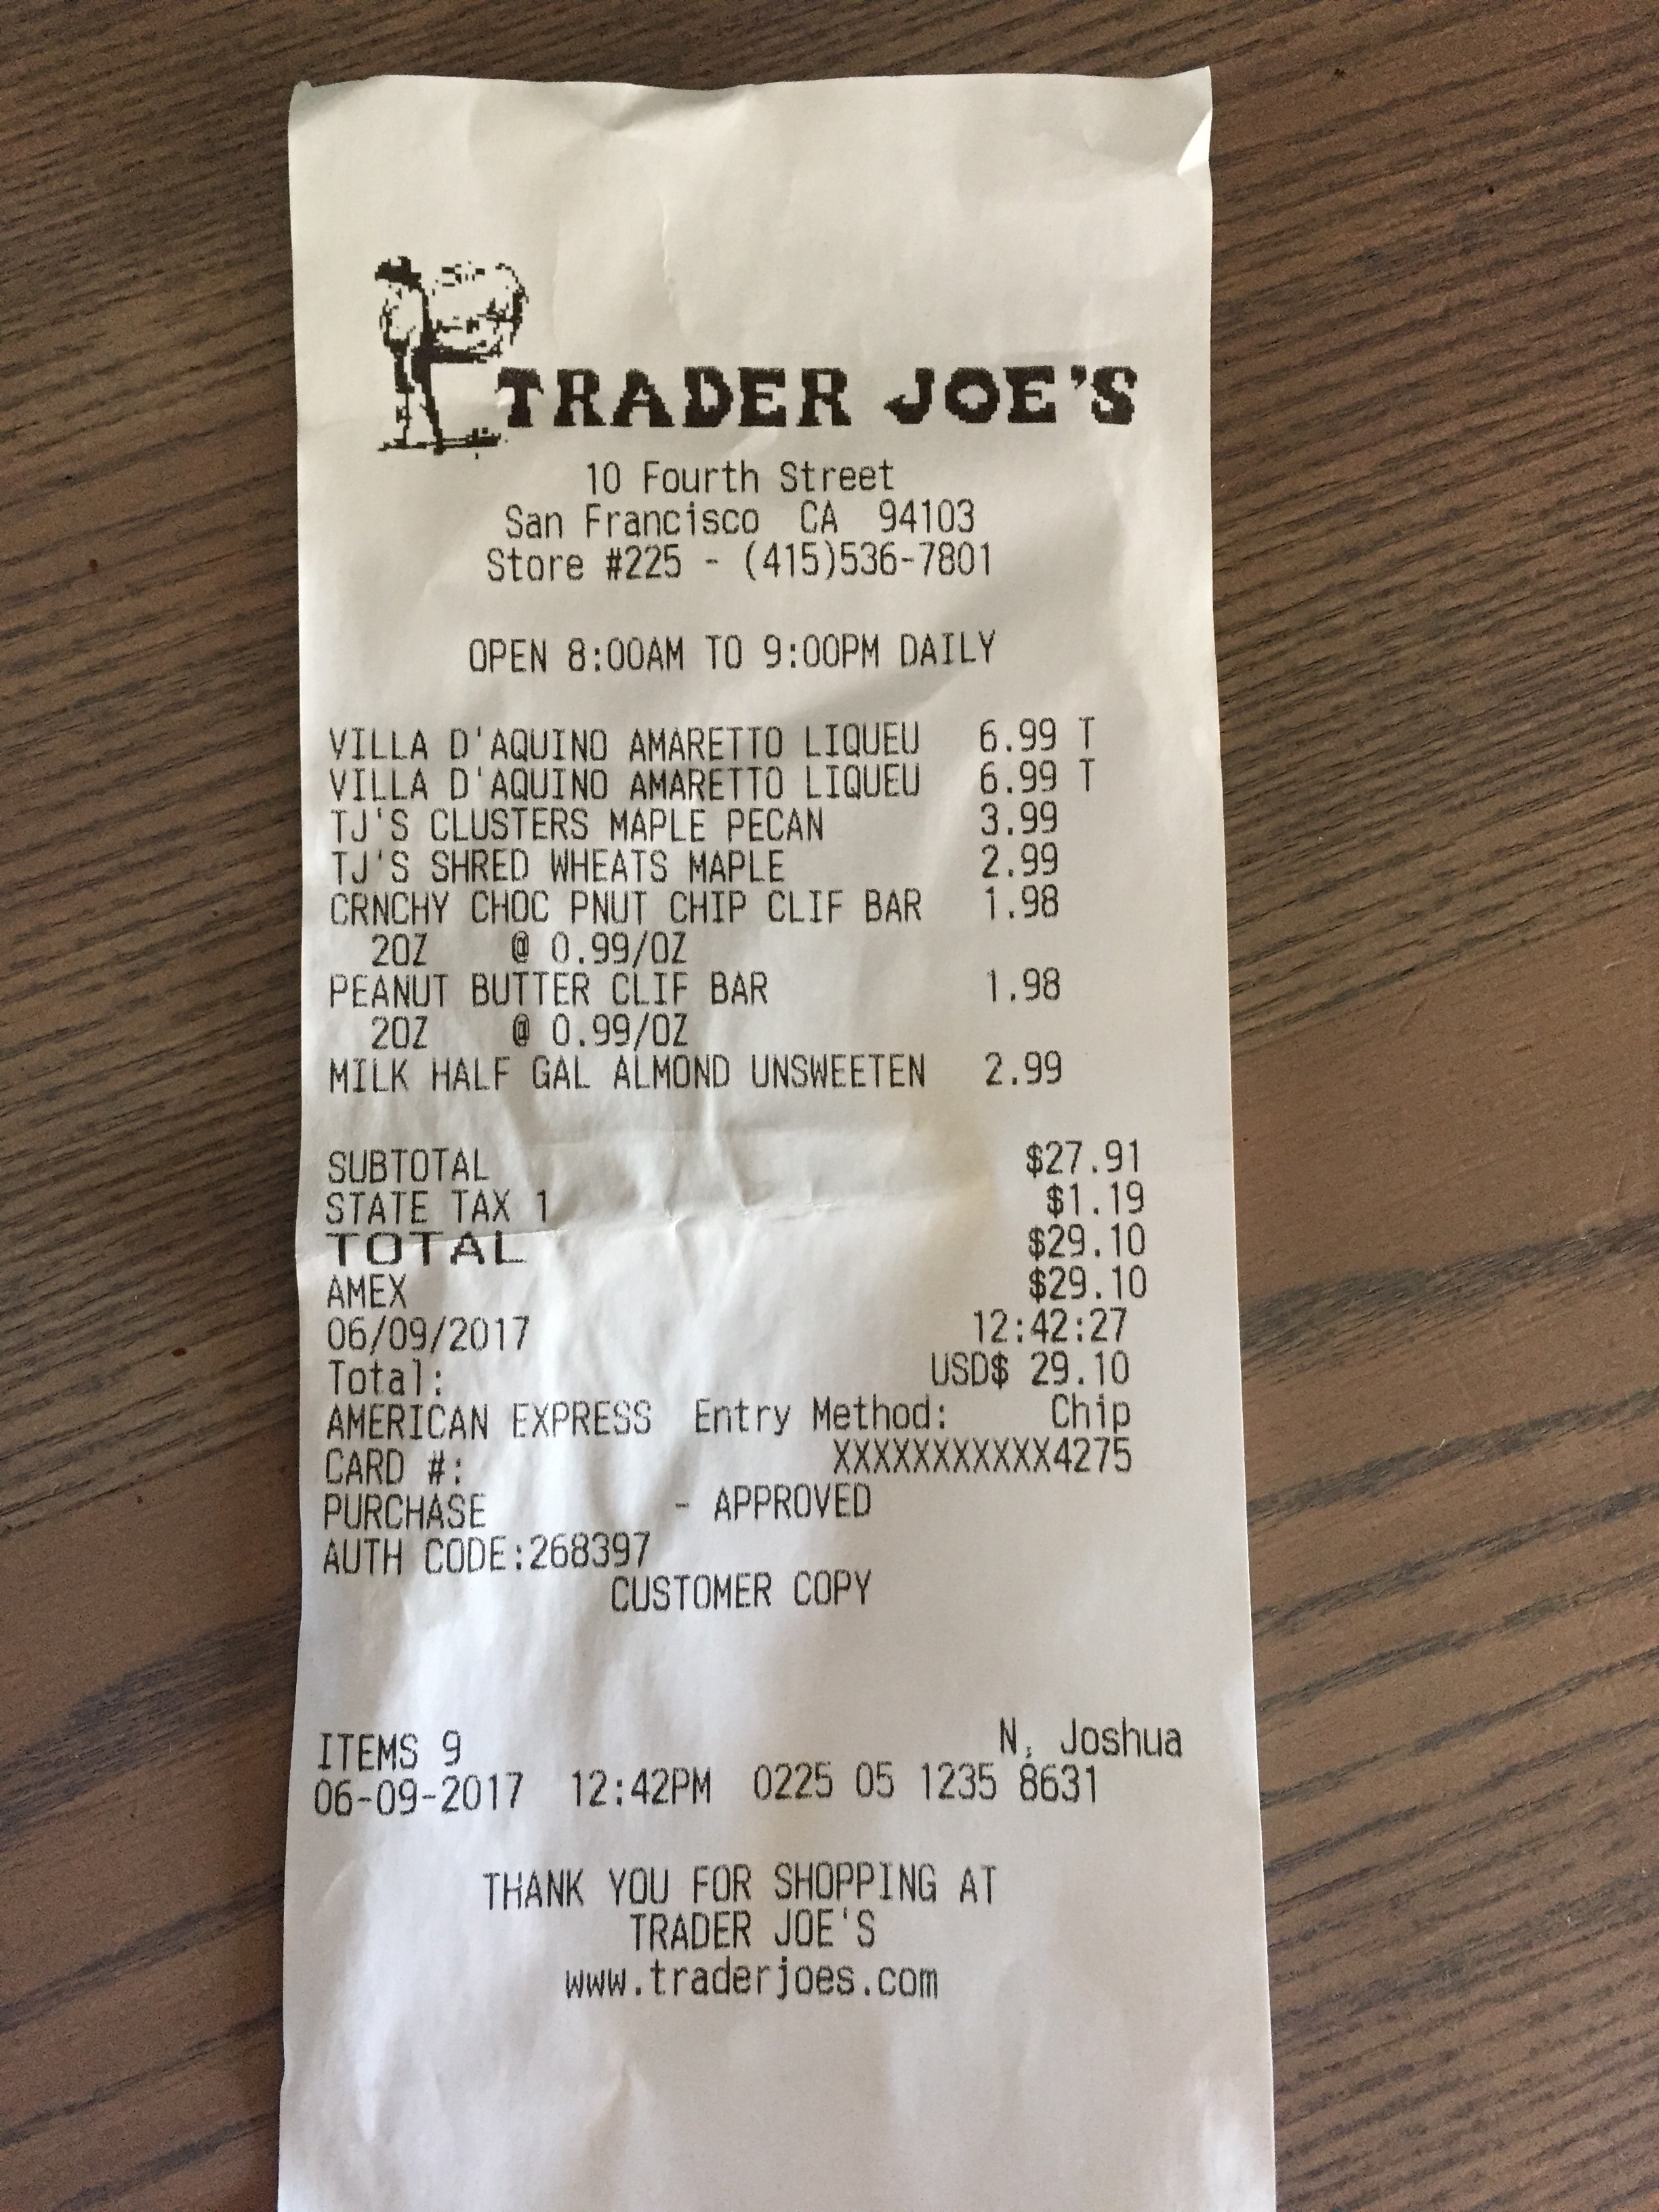 TRADER JOE'S
10 Fourth Street
San Francisco CA 94103
Store #225 - (415)536-7801
OPEN 8:00AM TO 9:00PM DAILY
VILLA D'AQUINO AMARETTO LIQUEU 6.99 T
VILLA D'AQUINO AMARETTO LIQUEU 6.99 T
TJ'S CLUSTERS MAPLE PECAN 3.99
TJ'S SHRED WHEATS MAPLE 2.99
CRNCHY CHOC PNUT CHIP CLIF BAR 1.98
2OZ @ 0.99/OZ
PEANUT BUTTER CLIF BAR 1.98
2OZ @ 0.99/OZ
MILK HALF GAL ALMOND UNSWEETEN 2.99
SUBTOTAL $27.91
STATE TAX 1 $1.19
TOTAL $29.10
AMEX $29.10
06/09/2017 12:42:27
Total: USD$ 29.10
AMERICAN EXPRESS Entry Method: Chip
CARD #: XXXXXXXXXXX4275
PURCHASE - APPROVED
AUTH CODE:268397
CUSTOMER COPY
ITEMS 9 N, Joshua
06-09-2017 12:42PM 0225 05 1235 8631
THANK YOU FOR SHOPPING AT
TRADER JOE'S
www.traderjoes.com